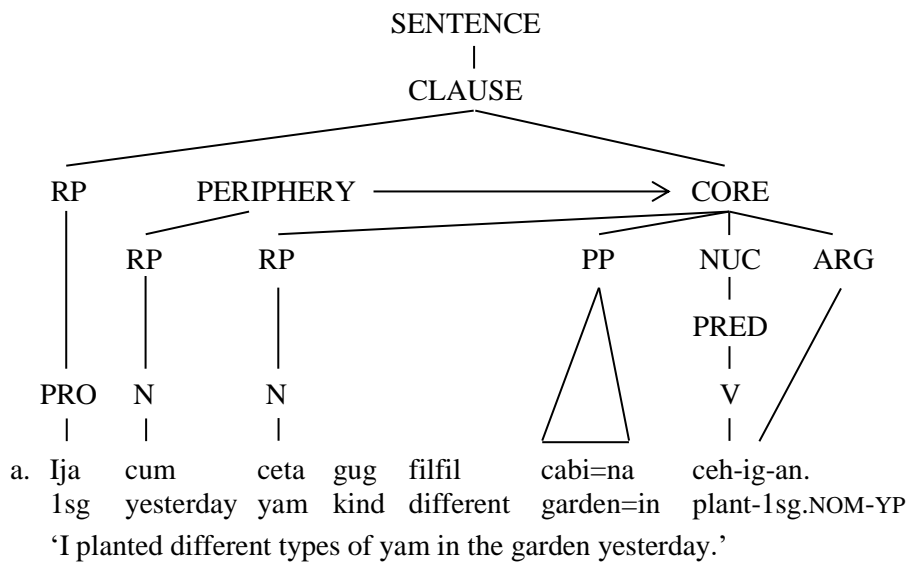 SENTENCE
CLAUSE
RP PERIPHERY CORE
RP RP PP NUC ARG
PRED
PRO N N V
a. Ija cum ceta gug filfil cabi=na ceh-ig-an.
1sg yesterday yam kind different garden=in plant-1sg.NOM-YP
‘I planted different types of yam in the garden yesterday.’